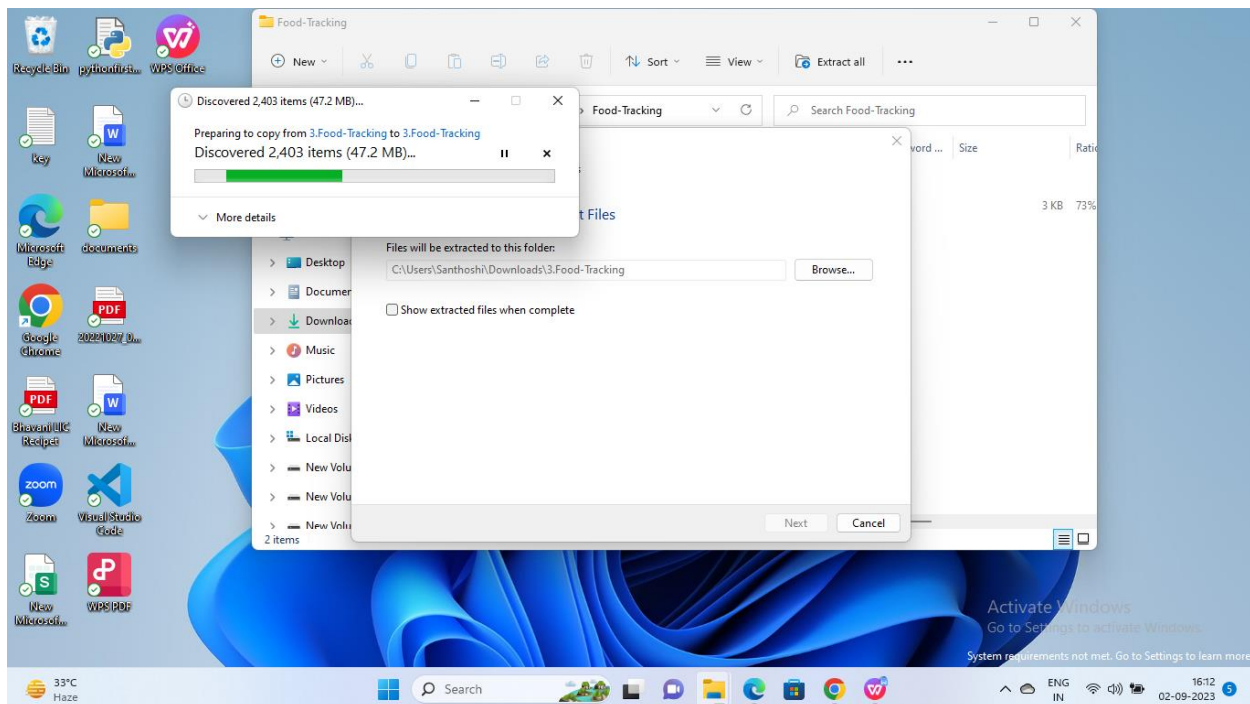 Recycle Bin
pythonfirst...
WPS Office
Key
New Microsof...
Microsoft Edge
documents
Google Chrome
PDF
20221027_D...
PDF
New Microsof...
zoom
Zoom
Visual Studio Code
New Microsof...
WPS PDF
Food-Tracking
New
Sort
View
Extract all
Food-Tracking
Search Food-Tracking
word ...
Size
Ratio
3 KB
73%
Discovered 2,403 items (47.2 MB)...
Preparing to copy from 3.Food-Tracking to 3.Food-Tracking
Discovered 2,403 items (47.2 MB)...
More details
t Files
Files will be extracted to this folder:
C:\Users\Santhoshi\Downloads\3.Food-Tracking
Browse...
Show extracted files when complete
Next
Cancel
Desktop
Documen
Downloa
Music
Pictures
Videos
Local Disk
New Volu
New Volu
New Volu
2 items
Activate Windows
Go to Settings to activate Windows.
System requirements not met. Go to Settings to learn more
33°C
Haze
Search
ENG
IN
16:12
02-09-2023
5